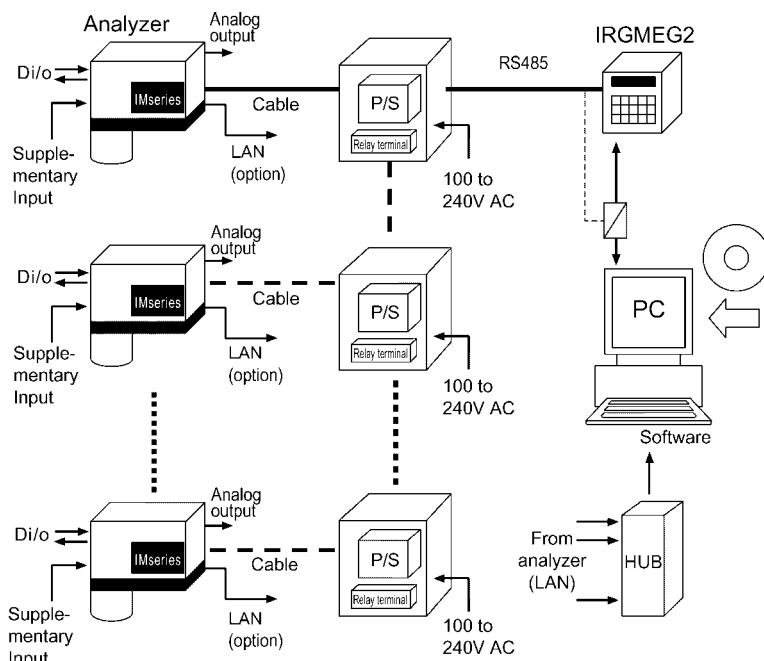 Analyzer
Analog
output
Di/o
IMseries
Supple-
mentary
Input
Cable
LAN
(option)
P/S
Relay terminal
100 to
240V AC
RS485
IRGMEG2
Analog
output
Di/o
IMseries
Supple-
mentary
Input
Cable
LAN
(option)
P/S
Relay terminal
100 to
240V AC
PC
Software
Analog
output
Di/o
IMseries
Supple-
mentary
Input
Cable
LAN
(option)
P/S
Relay terminal
100 to
240V AC
From
analyzer
(LAN)
HUB